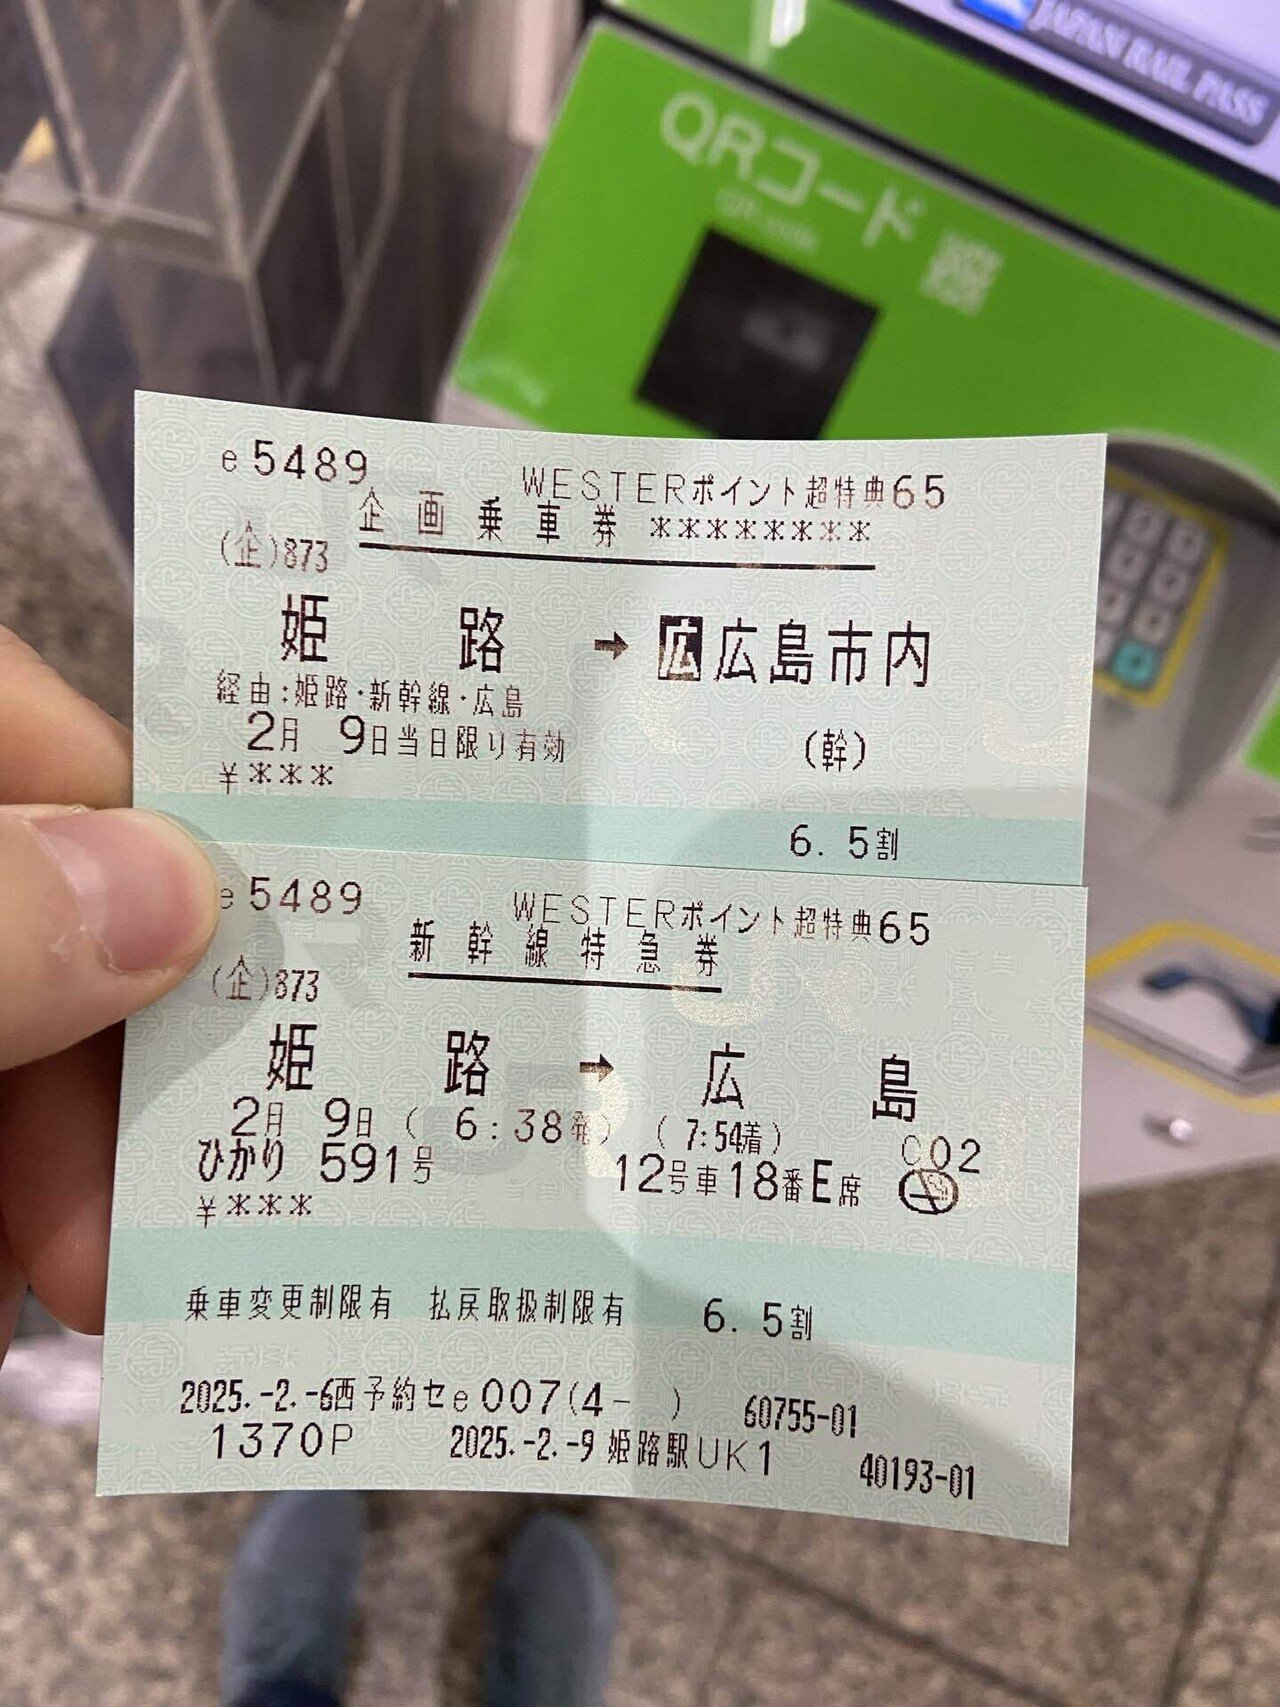 JAPAN RAIL PASS
QRコード
QR code
e5489
WESTERポイント超特典65
企画乗車券 ********
(企)873
姫路 → 広 広島市内
経由:姫路・新幹線・広島
2月 9日当日限り有効
(幹)
¥***
6.5割
e5489
WESTERポイント超特典65
新幹線特急券
(企)873
姫路 → 広島
2月 9日( 6:38発) ( 7:54着) C02
ひかり 591号 12号車18番E席
¥***
乗車変更制限有 払戻取扱制限有 6.5割
2025.-2.-6西予約セe007(4- ) 60755-01
1370P 2025.-2.-9姫路駅UK1 40193-01